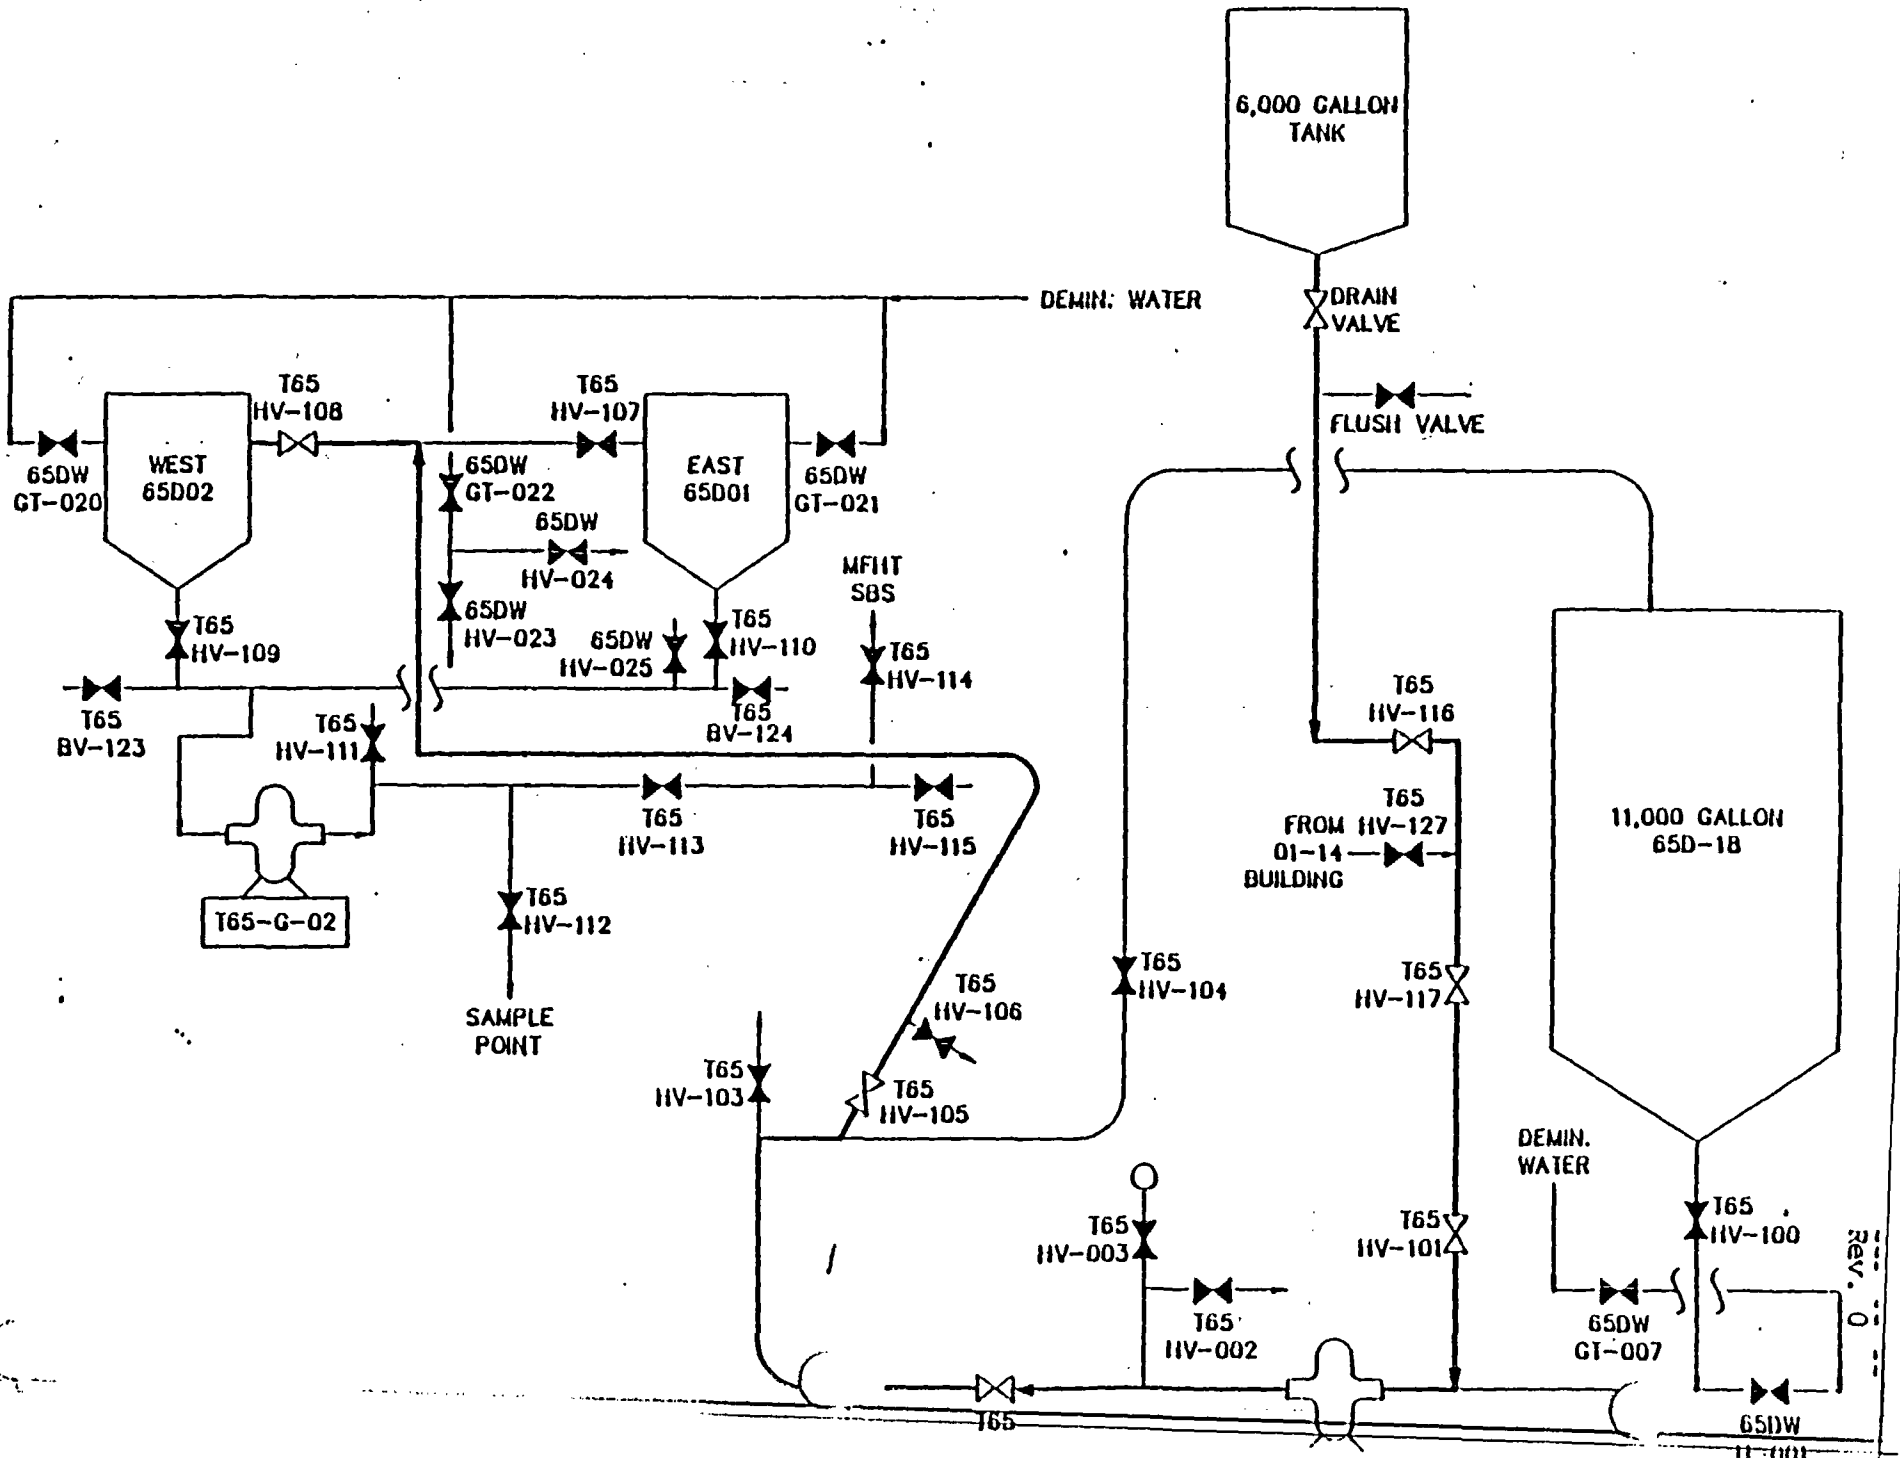 6,000 GALLON
TANK
DRAIN
VALVE
FLUSH VALVE
DEMIN. WATER
T65
HV-108
T65
HV-107
65DW
GT-020
WEST
65D02
65DW
GT-022
EAST
65D01
65DW
GT-021
65DW
HV-024
MFHT
SBS
T65
HV-109
65DW
HV-023
65DW
HV-025
T65
HV-110
T65
HV-114
T65
BV-123
T65
HV-111
T65
BV-124
T65
HV-116
T65
HV-113
T65
HV-115
T65
FROM HV-127
01-14
BUILDING
11,000 GALLON
65D-1B
T65-G-02
T65
HV-112
SAMPLE
POINT
T65
HV-106
T65
HV-104
T65
HV-117
T65
HV-103
T65
HV-105
DEMIN.
WATER
T65
HV-003
T65
HV-101
T65
HV-100
T65
HV-002
65DW
GT-007
Rev. 0
T65
65DW